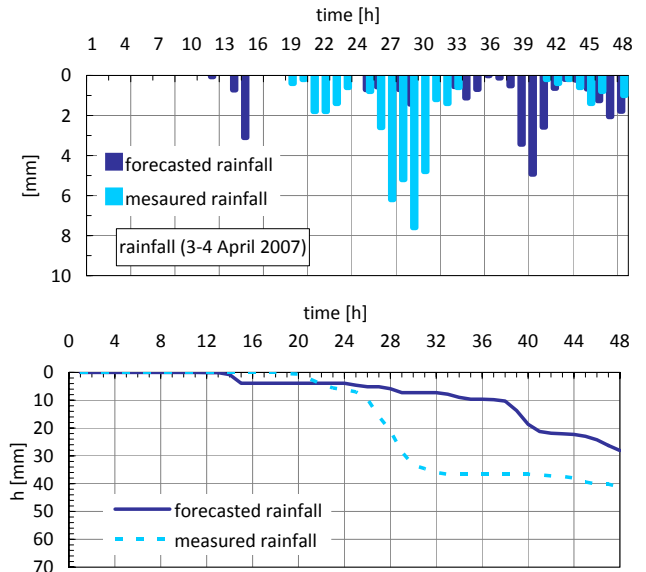 time [h]
1 4 7 10 13 16 19 22 24 27 30 33 36 39 42 45 48
0
2
4
6
8
10
[mm]
forecasted rainfall
mesaured rainfall
rainfall (3-4 April 2007)
time [h]
0 4 8 12 16 20 24 28 32 36 40 44 48
0
10
20
30
40
50
60
70
h [mm]
forecasted rainfall
measured rainfall